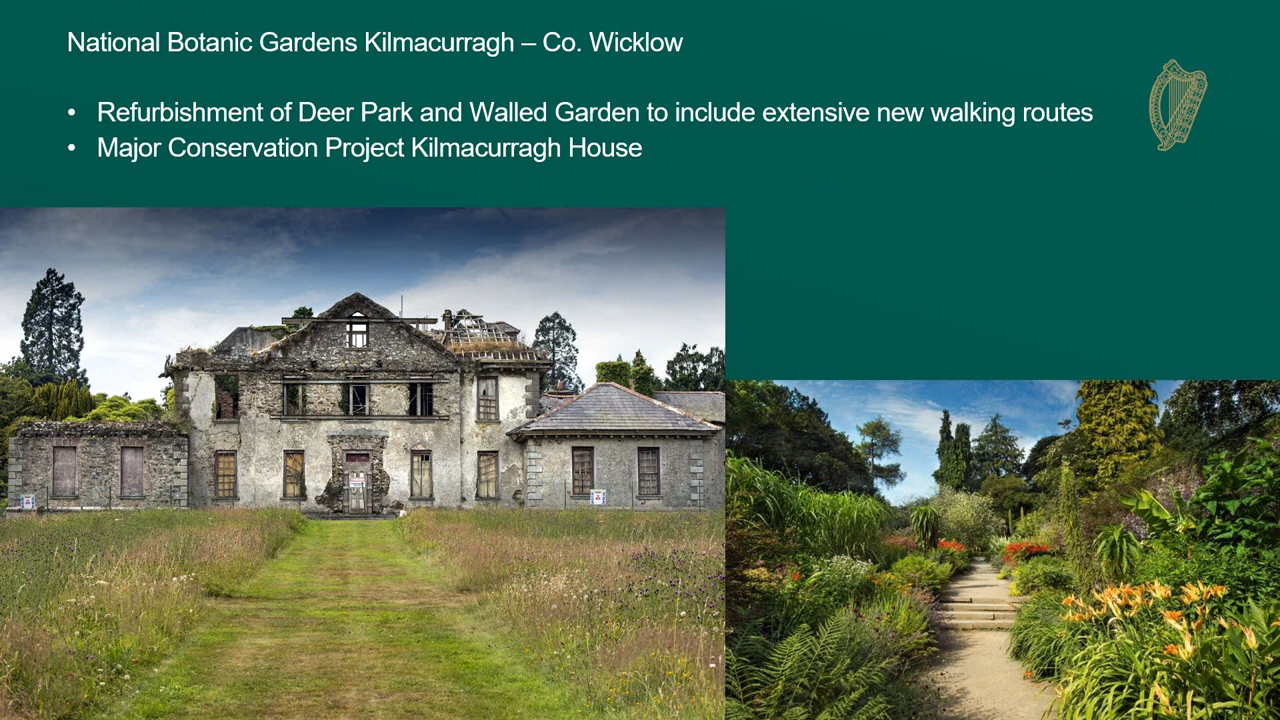 National Botanic Gardens Kilmacurragh – Co. Wicklow
• Refurbishment of Deer Park and Walled Garden to include extensive new walking routes
• Major Conservation Project Kilmacurragh House